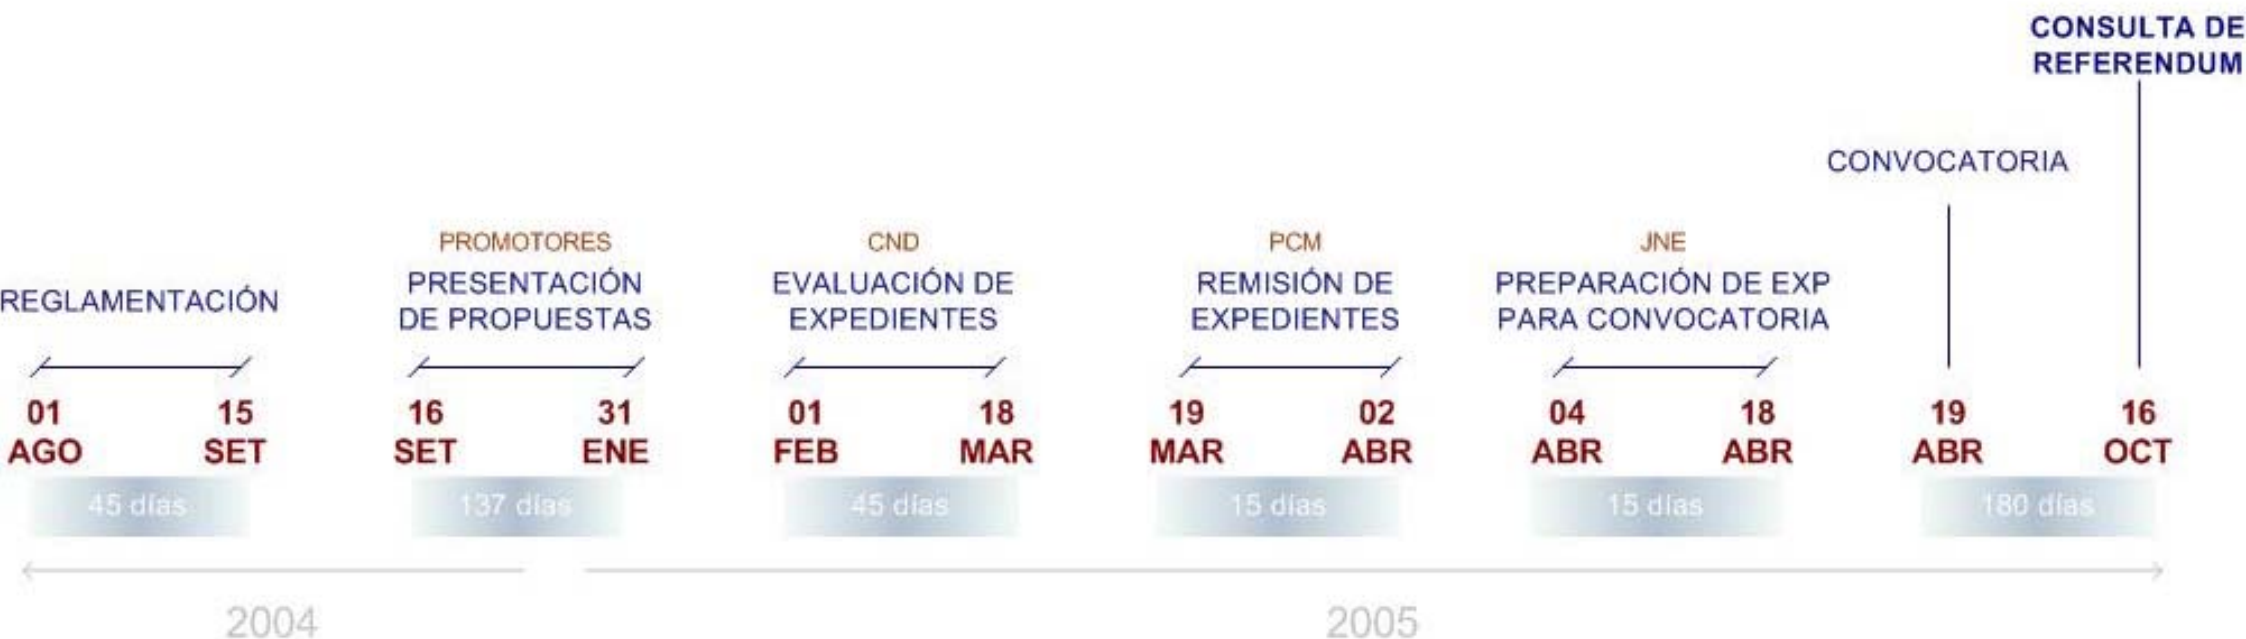 CONSULTA DE
REFERENDUM
CONVOCATORIA
PROMOTORES
CND
PCM
JNE
REGLAMENTACIÓN
PRESENTACIÓN
DE PROPUESTAS
EVALUACIÓN DE
EXPEDIENTES
REMISIÓN DE
EXPEDIENTES
PREPARACIÓN DE EXP
PARA CONVOCATORIA
01 15 16 31 01 18 19 02 04 18 19 16
AGO SET SET ENE FEB MAR MAR ABR ABR ABR ABR OCT
45 días 137 días 45 días 15 días 15 días 180 días
2004 2005